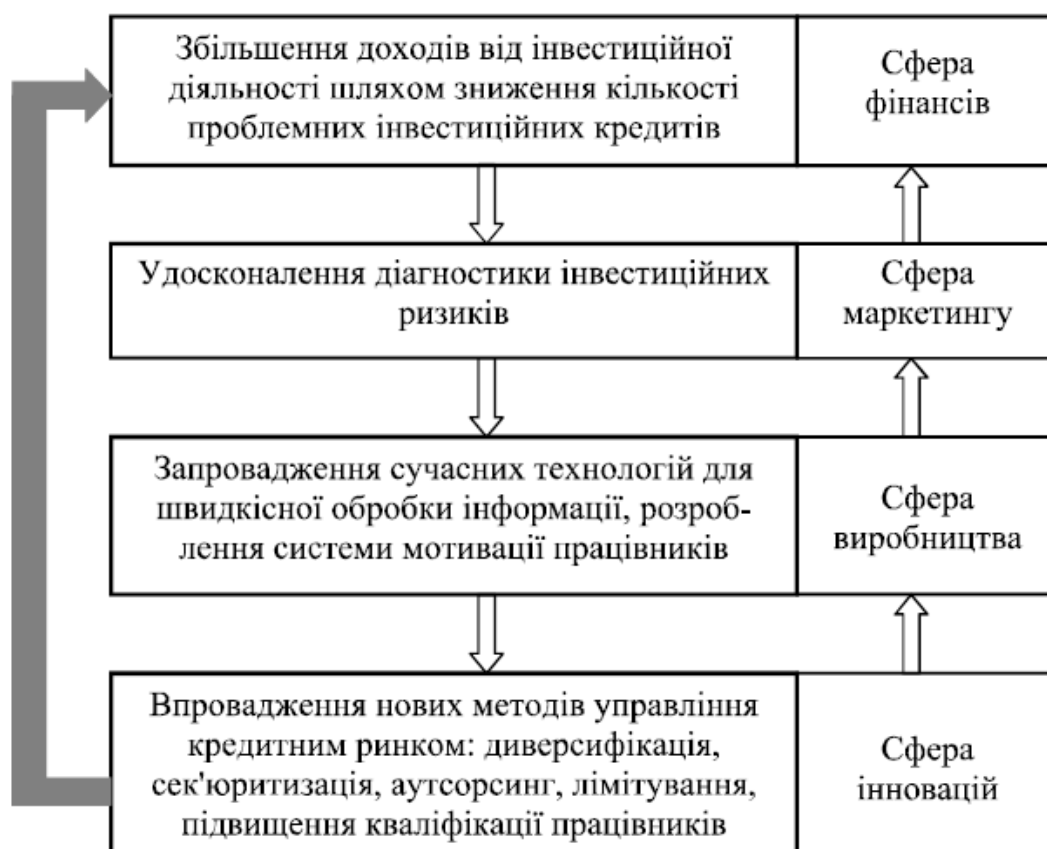 Збільшення доходів від інвестиційної
діяльності шляхом зниження кількості
проблемних інвестиційних кредитів
Сфера
фінансів
Удосконалення діагностики інвестиційних
ризиків
Сфера
маркетингу
Запровадження сучасних технологій для
швидкісної обробки інформації, розроб-
лення системи мотивації працівників
Сфера
виробництва
Впровадження нових методів управління
кредитним ринком: диверсифікація,
сек'юритизація, аутсорсинг, лімітування,
підвищення кваліфікації працівників
Сфера
інновацій